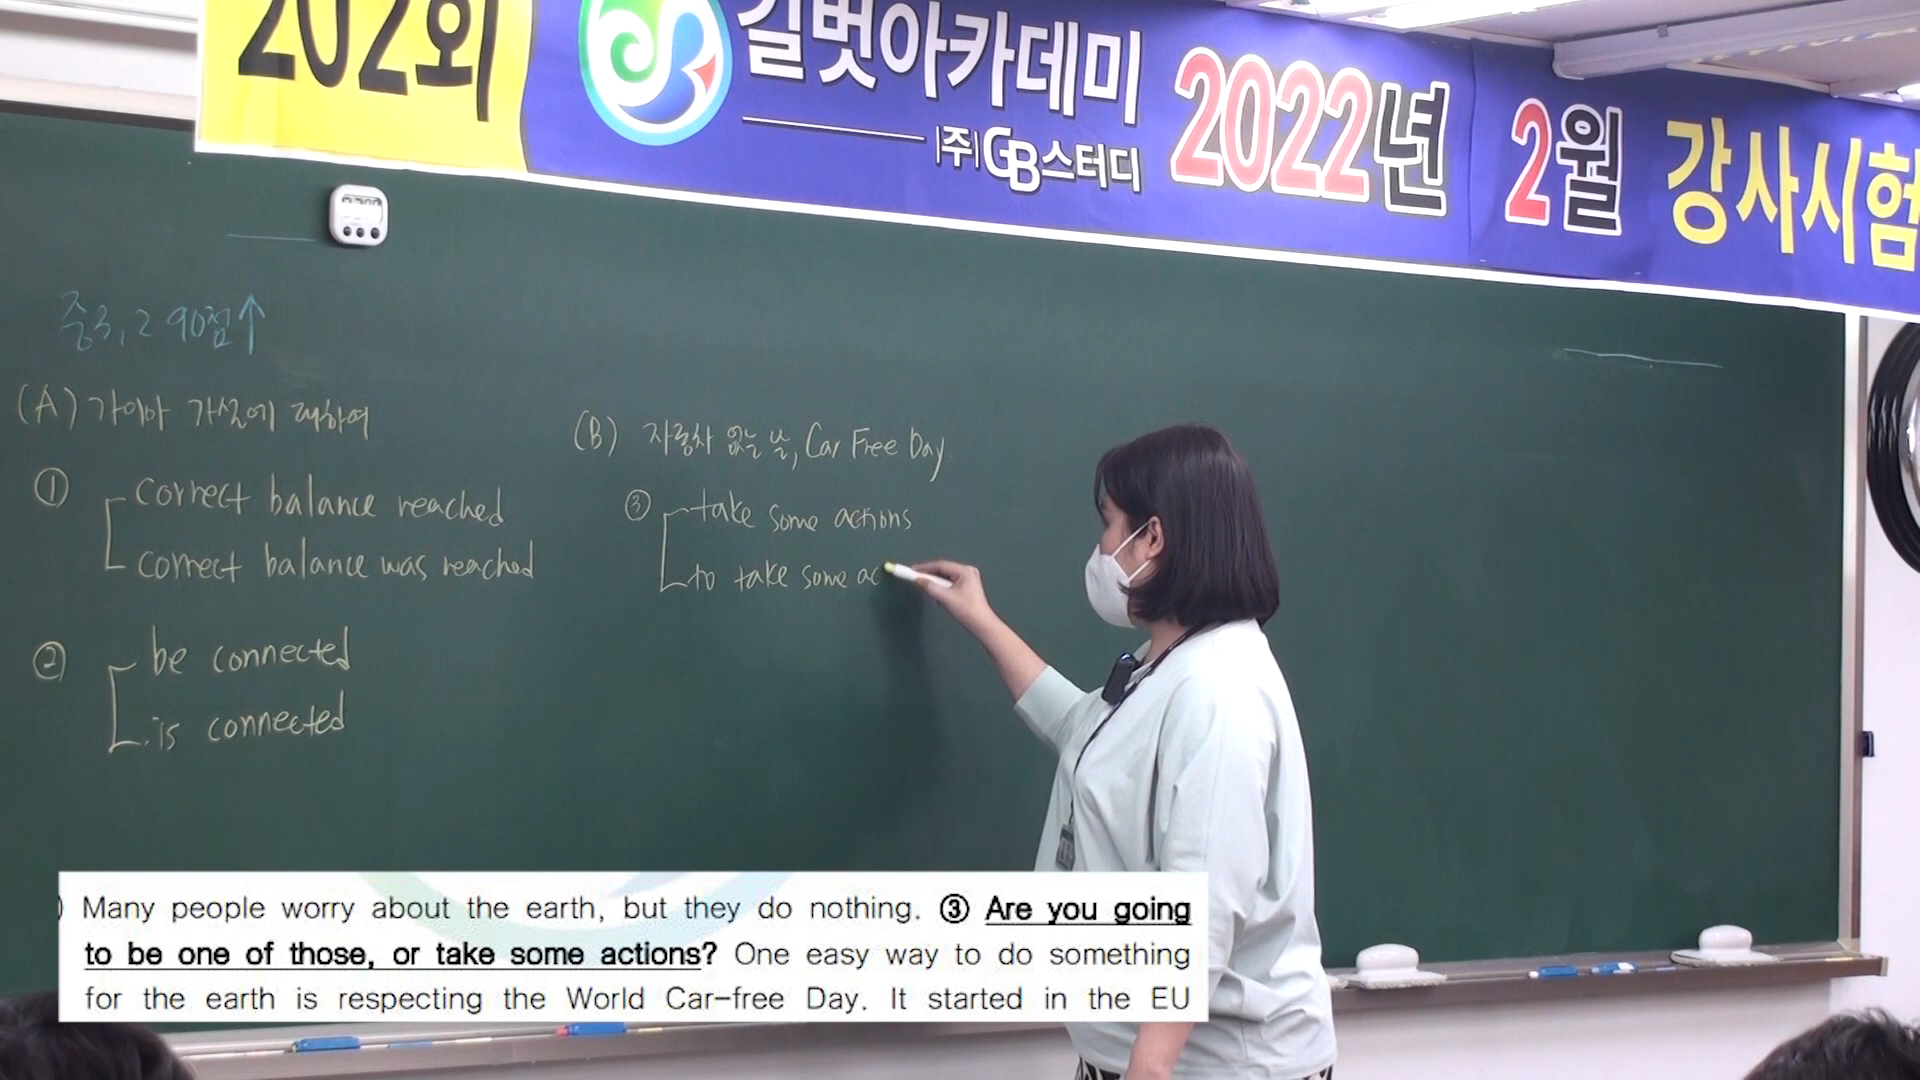 202회
길벗아카데미
(주)GB스터디
2022년 2월 강사시험
중3, 2 90점↑
(A) 가이아 가설에 대하여
① correct balance reached
correct balance was reached
② be connected
is connected
(B) 자동차 없는 날, Car Free Day
③ take some actions
to take some ac
) Many people worry about the earth, but they do nothing. ③ Are you going
to be one of those, or take some actions? One easy way to do something
for the earth is respecting the World Car-free Day. It started in the EU